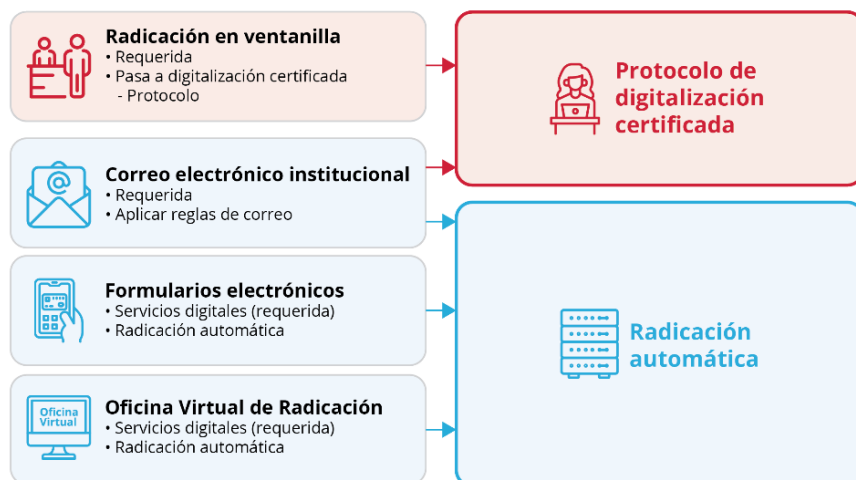 Radicación en ventanilla
• Requerida
• Pasa a digitalización certificada
- Protocolo
Protocolo de
digitalización
certificada
Correo electrónico institucional
• Requerida
• Aplicar reglas de correo
Formularios electrónicos
• Servicios digitales (requerida)
• Radicación automática
Radicación
automática
Oficina
Virtual
Oficina Virtual de Radicación
• Servicios digitales (requerida)
• Radicación automática